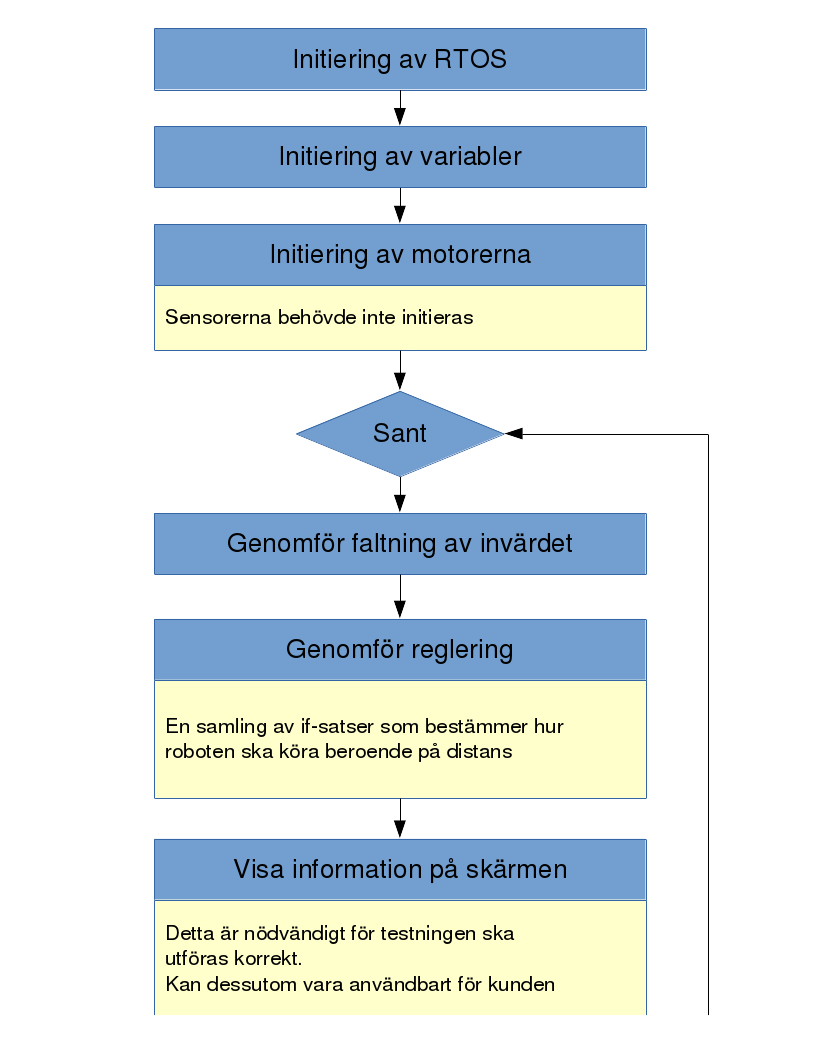 Initiering av RTOS
Initiering av variabler
Initiering av motorerna
Sensorerna behövde inte initieras
Sant
Genomför faltning av invärdet
Genomför reglering
En samling av if-satser som bestämmer hur
roboten ska köra beroende på distans
Visa information på skärmen
Detta är nödvändigt för testningen ska
utföras korrekt.
Kan dessutom vara användbart för kunden